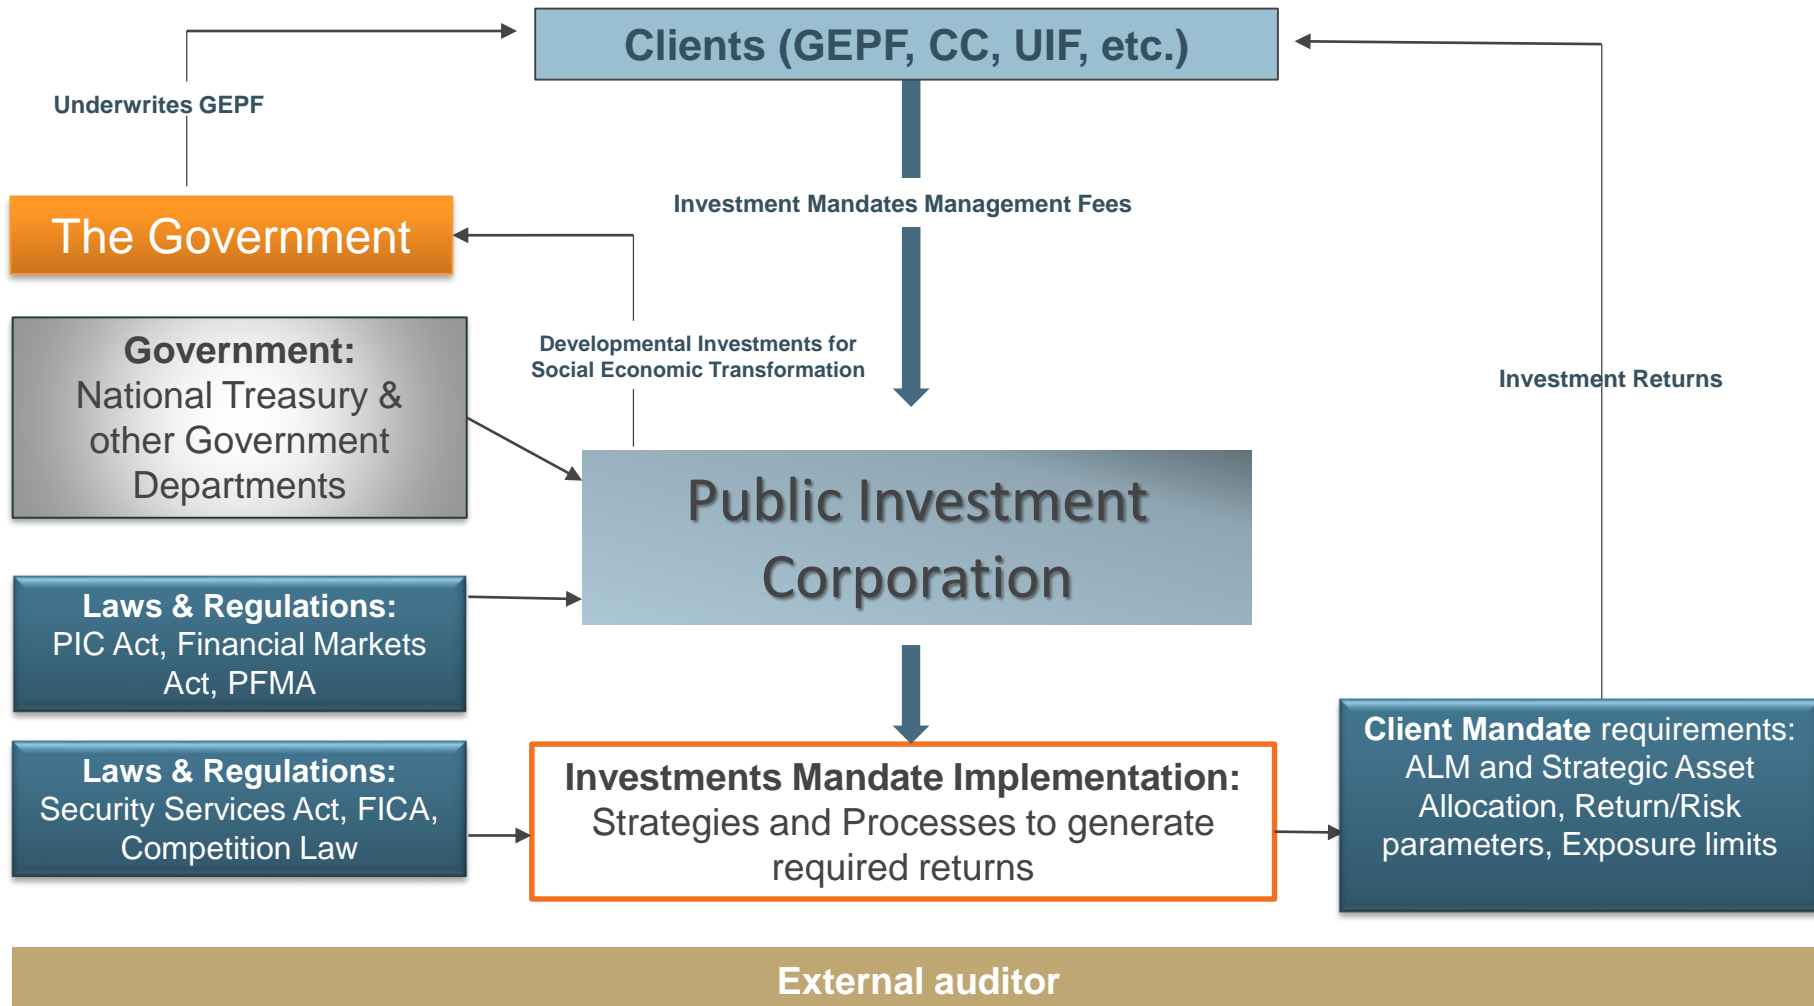 Clients (GEPF, CC, UIF, etc.)
Underwrites GEPF
Investment Mandates Management Fees
The Government
Developmental Investments for
Social Economic Transformation
Investment Returns
Government:
National Treasury &
other Government
Departments
Public Investment
Corporation
Laws & Regulations:
PIC Act, Financial Markets
Act, PFMA
Laws & Regulations:
Security Services Act, FICA,
Competition Law
Investments Mandate Implementation:
Strategies and Processes to generate
required returns
Client Mandate requirements:
ALM and Strategic Asset
Allocation, Return/Risk
parameters, Exposure limits
External auditor